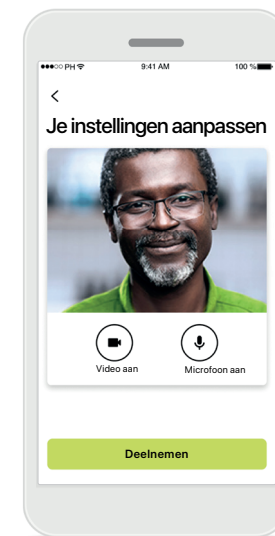 PH 9:41 AM 100 %
Je instellingen aanpassen
Video aan Microfoon aan
Deelnemen